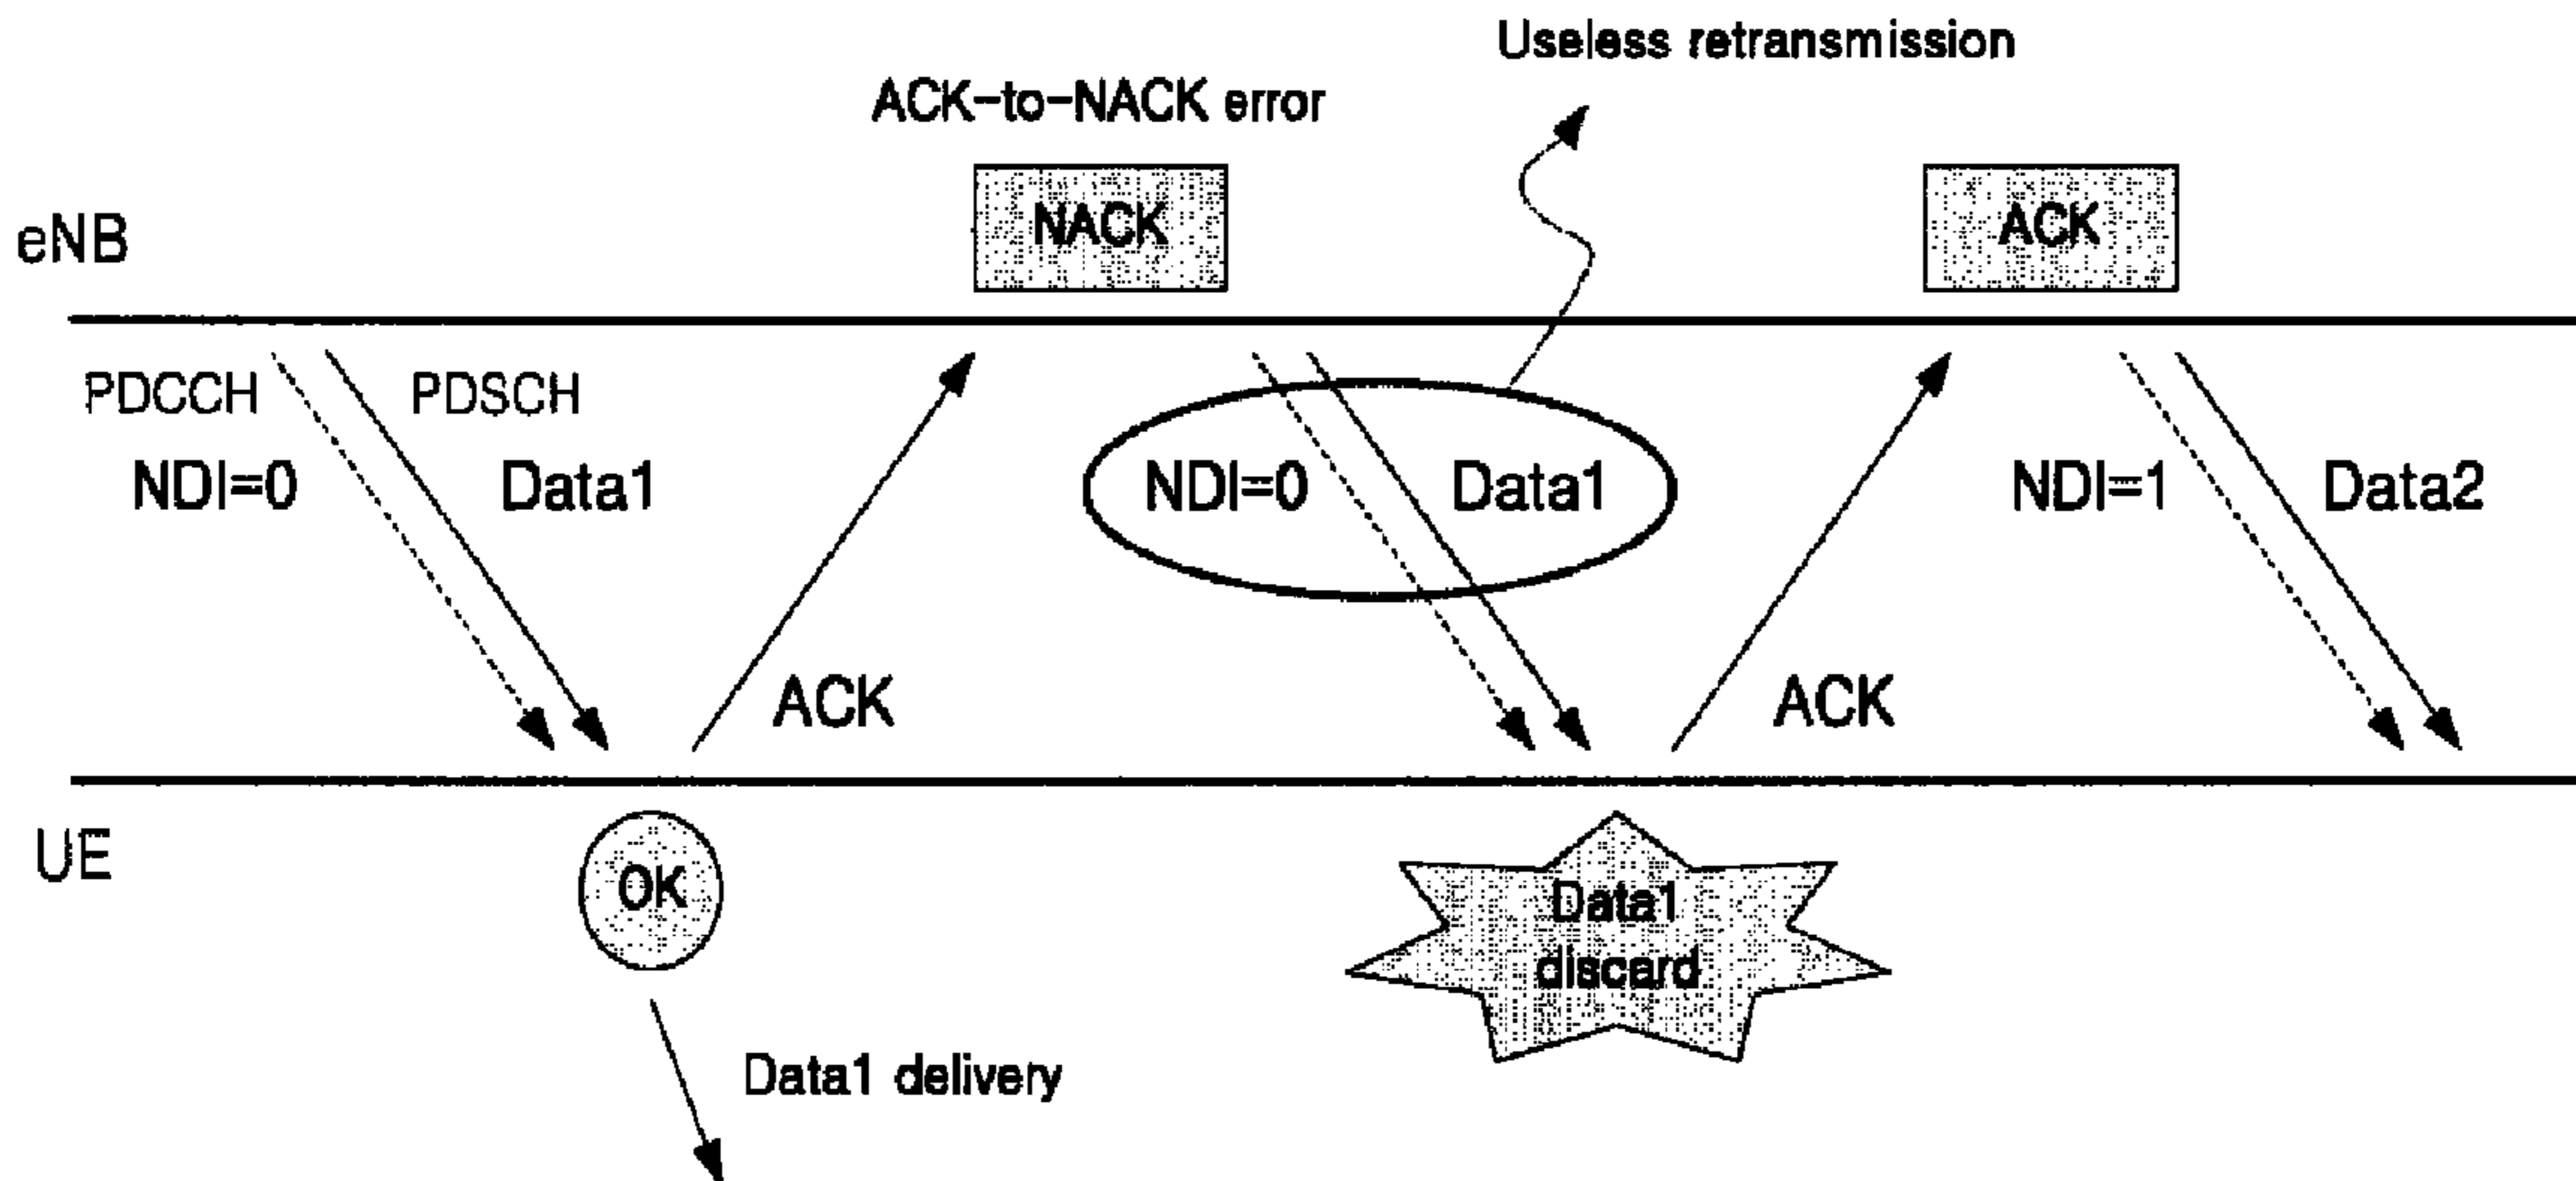 Useless retransmission
ACK-to-NACK error
NACK
ACK
eNB
PDCCH
PDSCH
NDI=0
Data1
NDI=0
Data1
NDI=1
Data2
ACK
ACK
UE
OK
Data1
discard
Data1 delivery